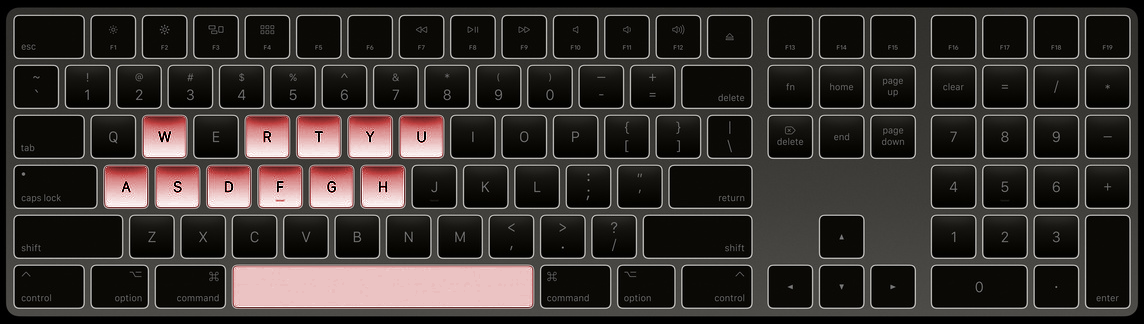 esc F1 F2 F3 F4 F5 F6 F7 F8 F9 F10 F11 F12 F13 F14 F15 F16 F17 F18 F19
~ ! @ # $ % ^ & * ( ) — +
` 1 2 3 4 5 6 7 8 9 0 - = delete fn home page up clear = / *
tab Q W E R T Y U I O P { [ } ] | \ delete end page down 7 8 9 —
caps lock A S D F G H J K L : ; " ' return 4 5 6 +
shift Z X C V B N M < , > . ? / shift 1 2 3
control option command command option control 0 . enter